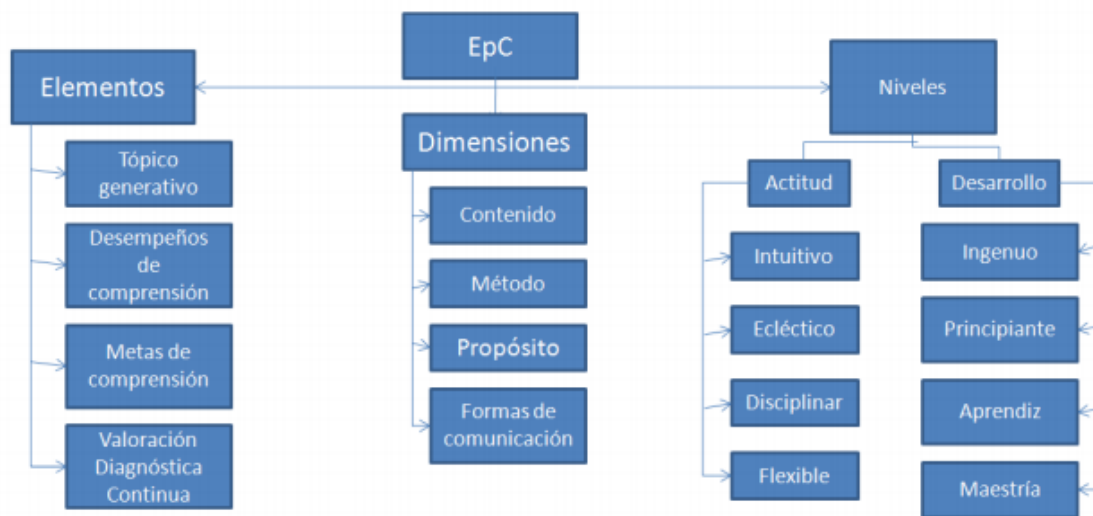 EpC
Elementos
Tópico
generativo
Desempeños
de
comprensión
Metas de
comprensión
Valoración
Diagnóstica
Continua
Dimensiones
Contenido
Método
Propósito
Formas de
comunicación
Niveles
Actitud
Intuitivo
Ecléctico
Disciplinar
Flexible
Desarrollo
Ingenuo
Principiante
Aprendiz
Maestría